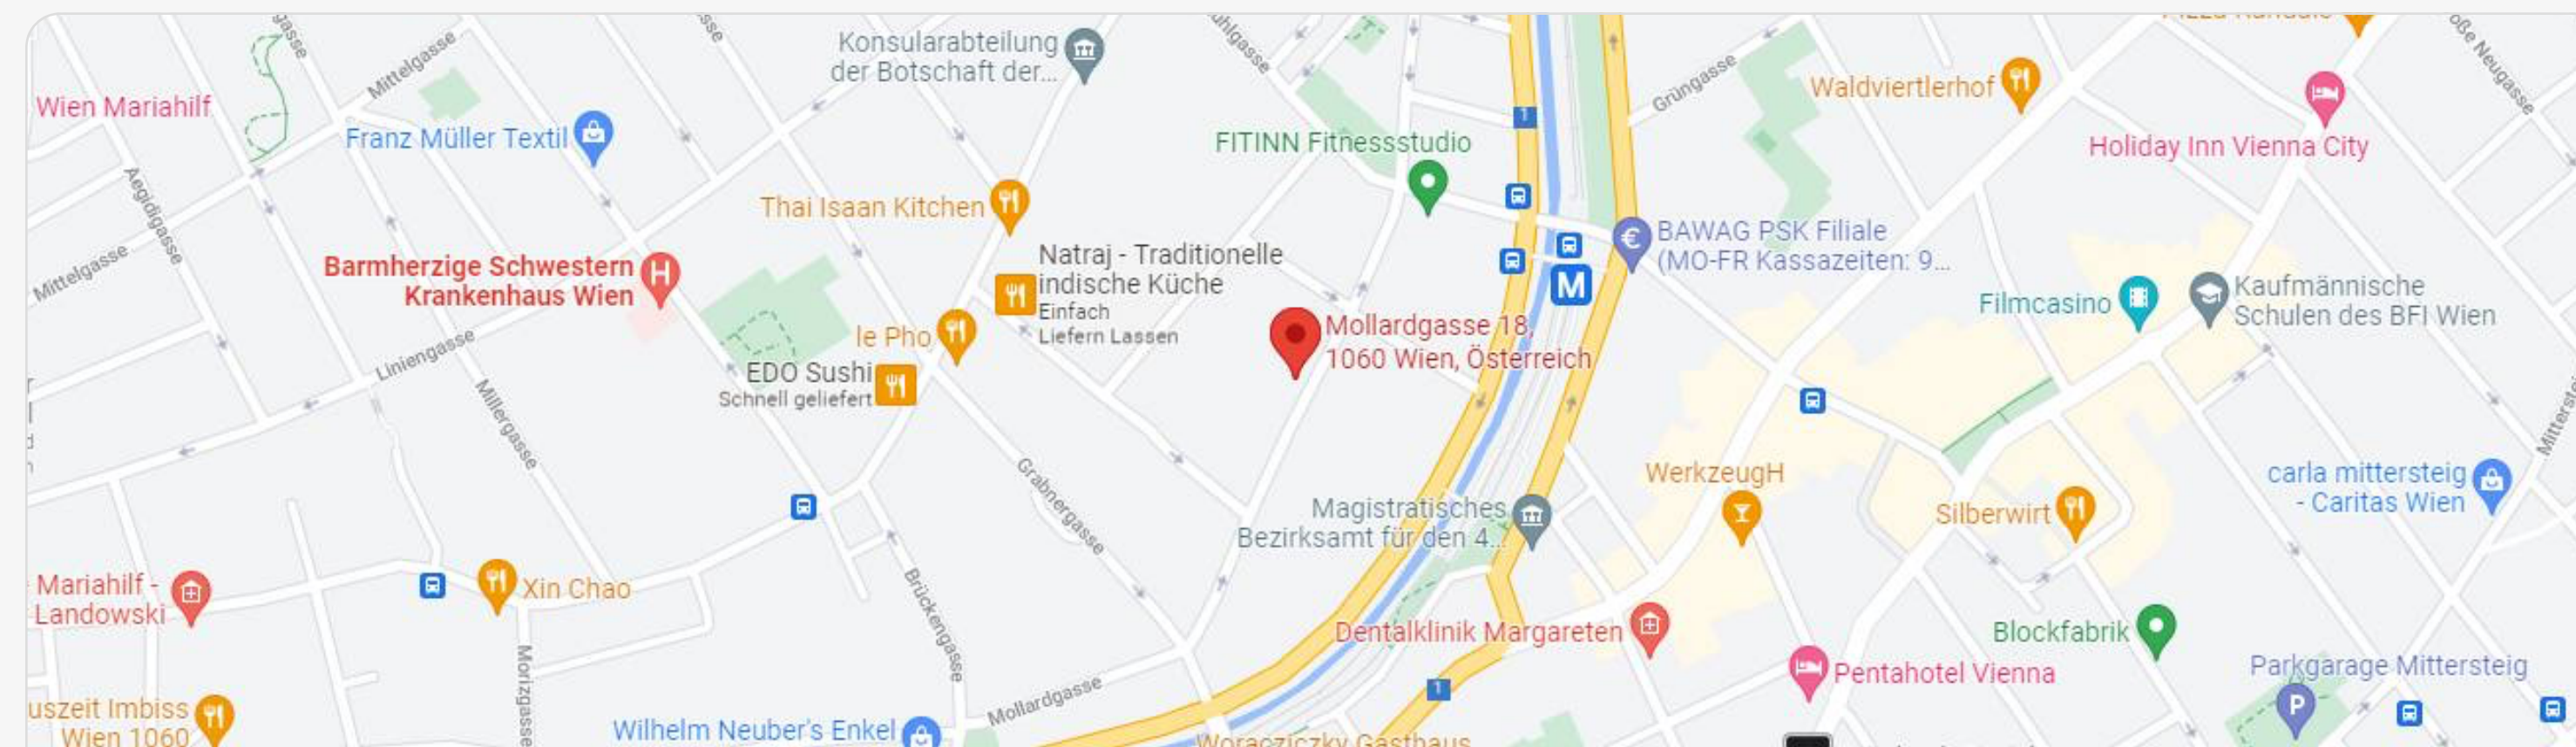 Mittelgasse
Konsularabteilung
der Botschaft der...
Grüngasse
Waldviertlerhof
Wien Mariahilf
Franz Müller Textil
1
FITINN Fitnessstudio
Holiday Inn Vienna City
Aegidigasse
Thai Isaan Kitchen
Mittelgasse
Barmherzige Schwestern
Krankenhaus Wien
H
Natraj - Traditionelle
indische Küche
Einfach
Liefern Lassen
M
€
BAWAG PSK Filiale
(MO-FR Kassazeiten: 9...
Filmcasino
Kaufmännische
Schulen des BFI Wien
le Pho
EDO Sushi
Schnell geliefert
Mollardgasse 18,
1060 Wien, Österreich
Liniengasse
Millergasse
Grabnergasse
WerkzeugH
Silberwirt
carla mittersteig
- Caritas Wien
Magistratisches
Bezirksamt für den 4...
Mariahilf -
Landowski
Xin Chao
Brückengasse
Dentalklinik Margareten
Blockfabrik
Morizgasse
Mollardgasse
1
Pentahotel Vienna
Parkgarage Mittersteig
P
Imbiss
Wien 1060
Wilhelm Neuber's Enkel